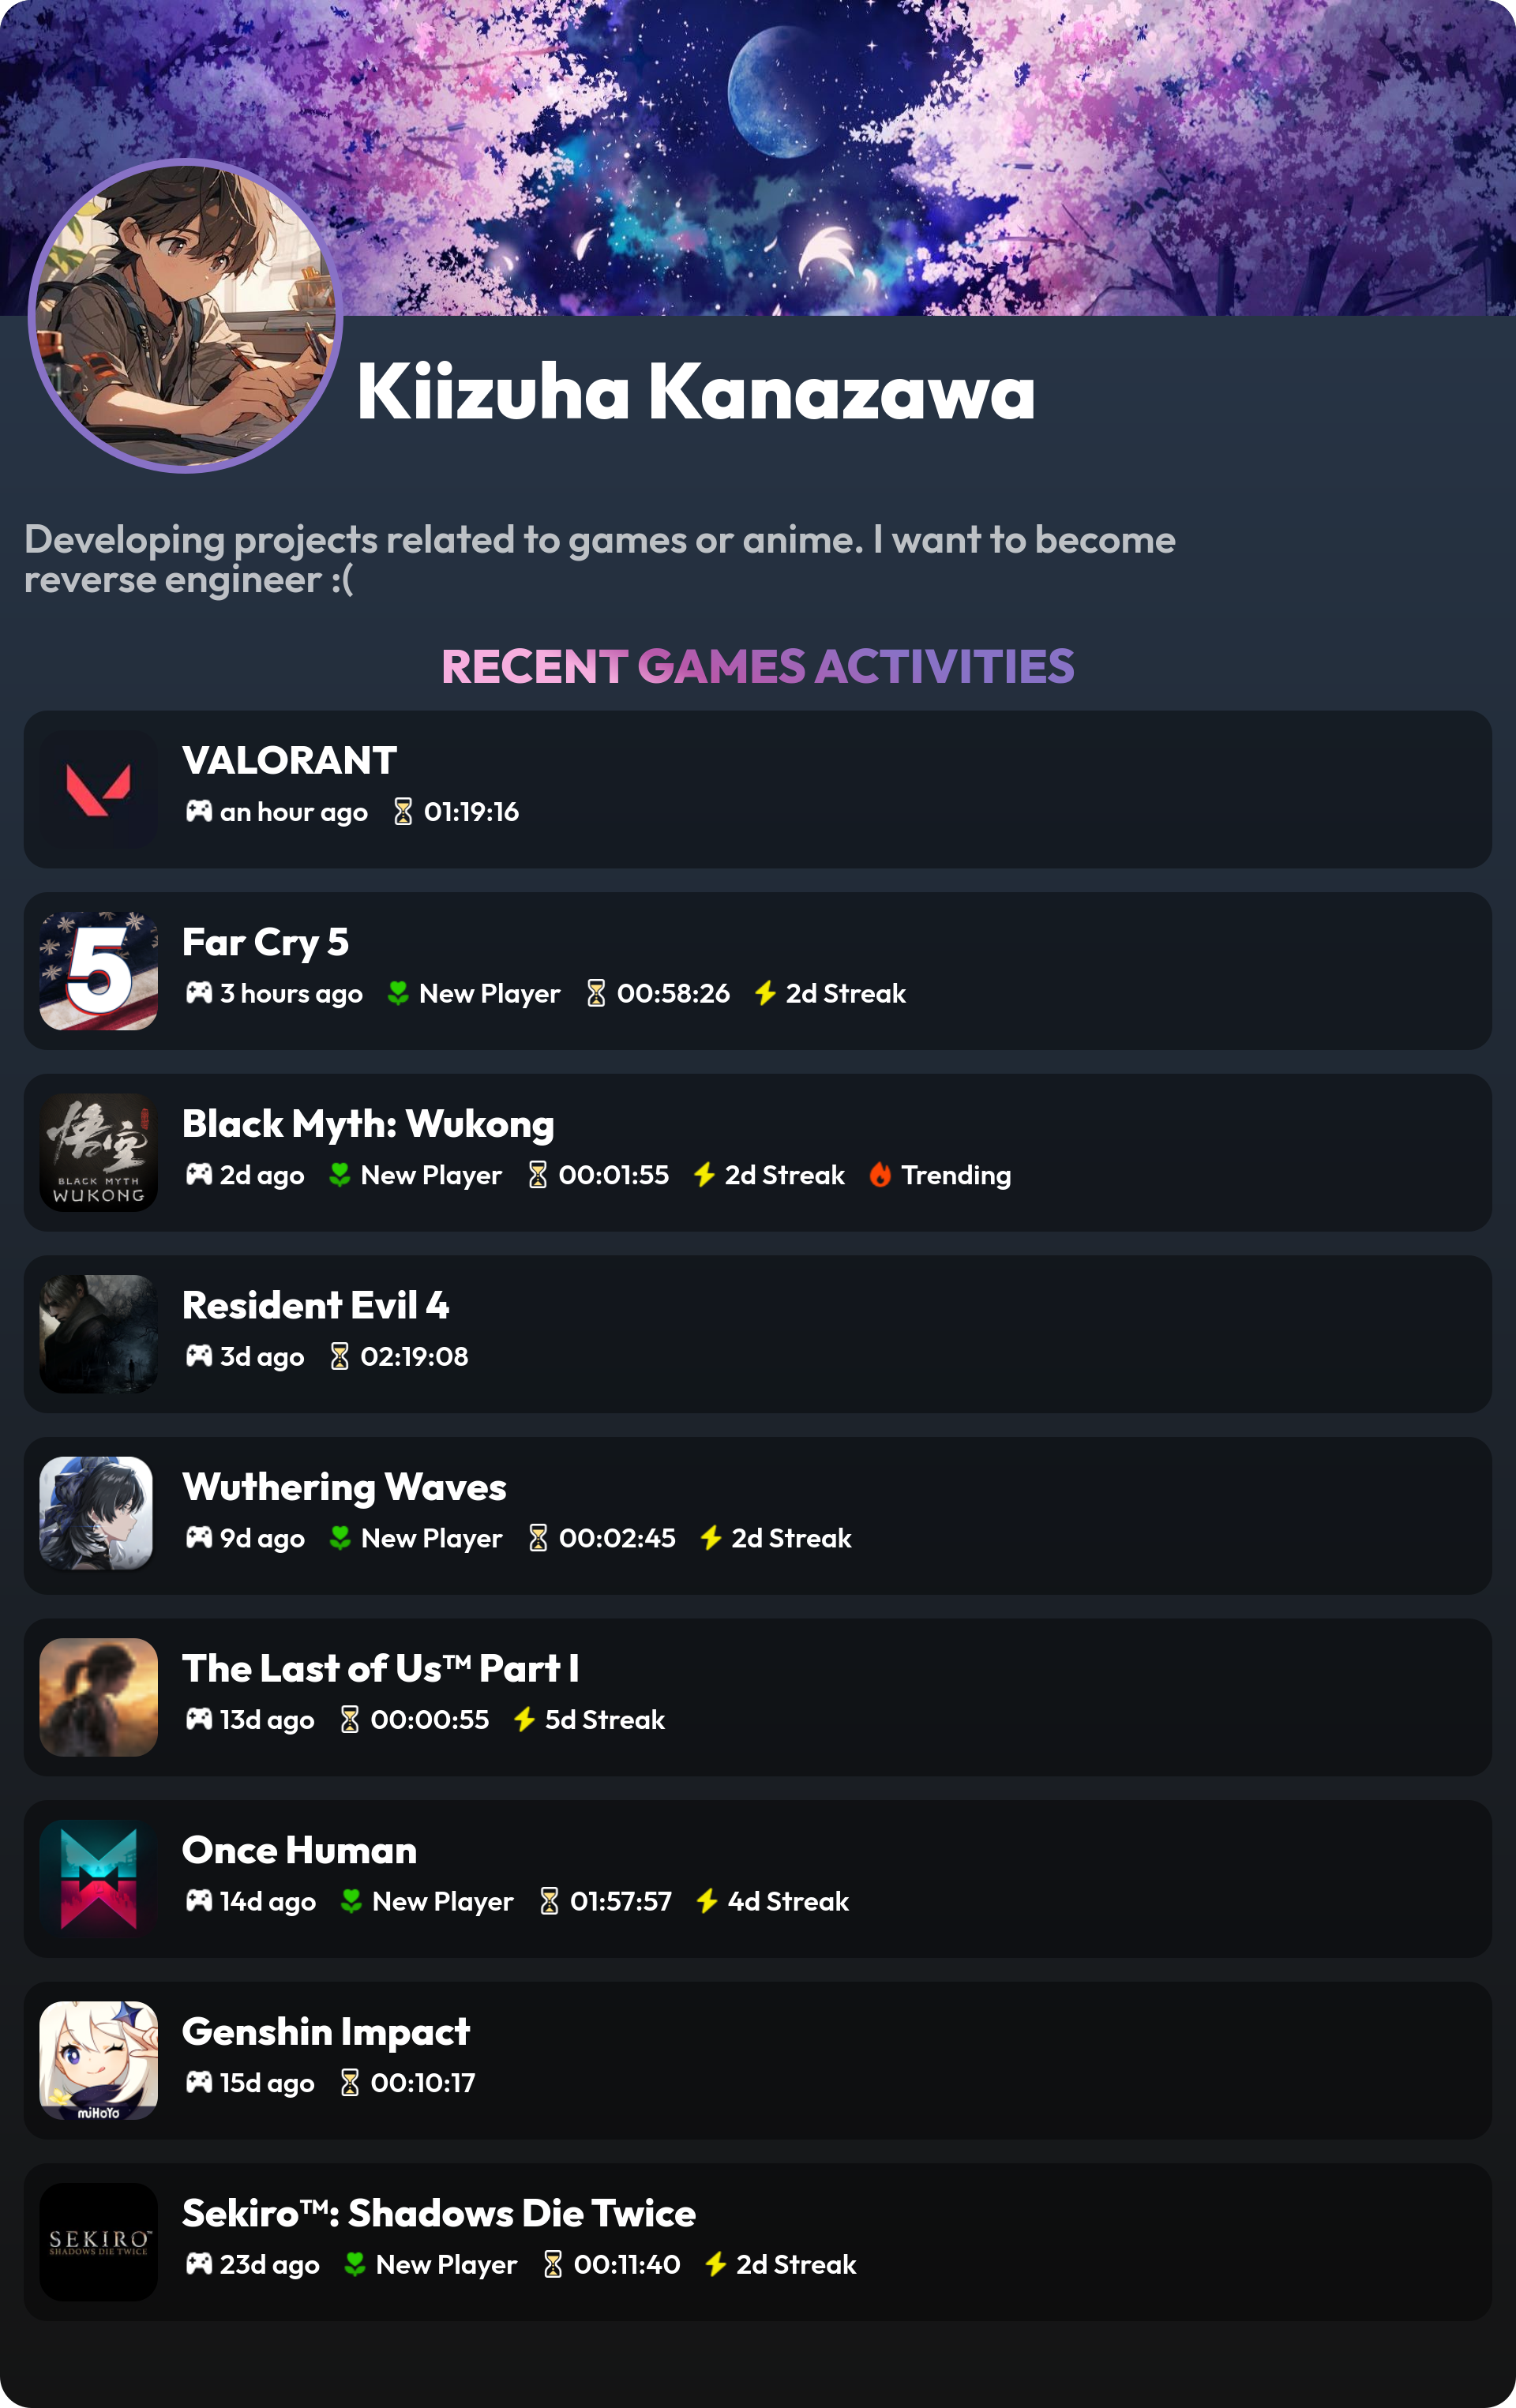 Kiizuha Kanazawa
Developing projects related to games or anime. I want to become
reverse engineer :(
RECENT GAMES ACTIVITIES
VALORANT
an hour ago 01:19:16
5
Far Cry 5
3 hours ago New Player 00:58:26 2d Streak
悟空
BLACK MYTH
WUKONG
Black Myth: Wukong
2d ago New Player 00:01:55 2d Streak Trending
Resident Evil 4
3d ago 02:19:08
Wuthering Waves
9d ago New Player 00:02:45 2d Streak
The Last of Us™ Part I
13d ago 00:00:55 5d Streak
Once Human
14d ago New Player 01:57:57 4d Streak
miHoYo
Genshin Impact
15d ago 00:10:17
SEKIRO™
SHADOWS DIE TWICE
Sekiro™: Shadows Die Twice
23d ago New Player 00:11:40 2d Streak